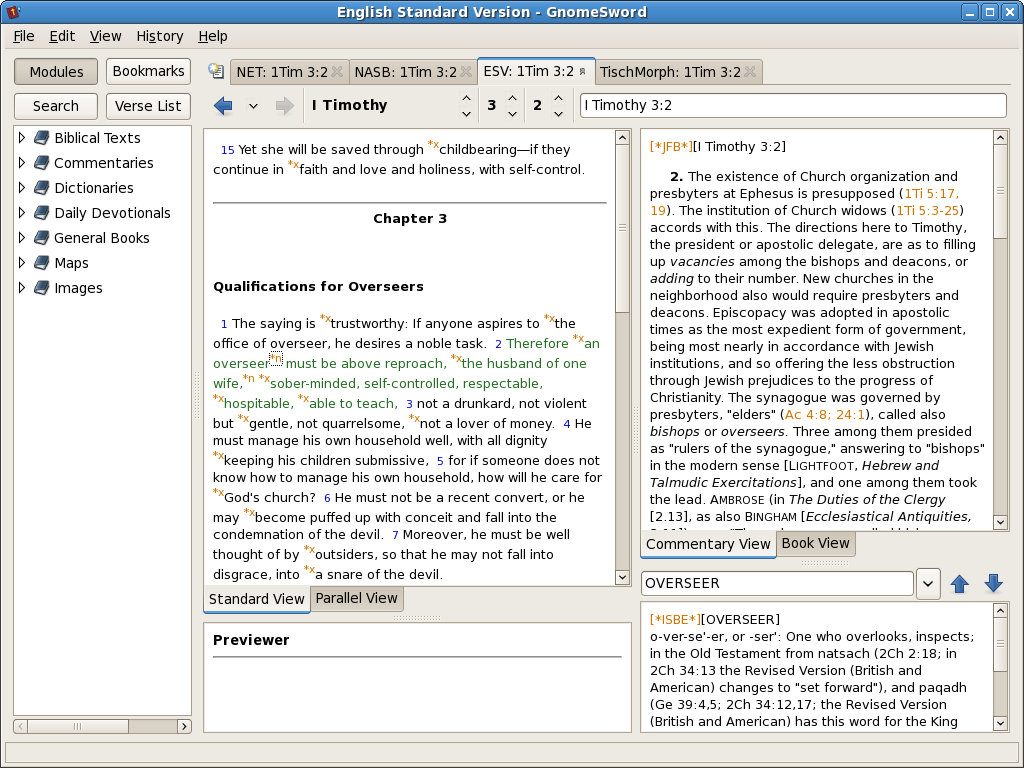 English Standard Version - GnomeSword
File Edit View History Help
Modules
Bookmarks
Search
Verse List
Biblical Texts
Commentaries
Dictionaries
Daily Devotionals
General Books
Maps
Images
NET: 1Tim 3:2
NASB: 1Tim 3:2
ESV: 1Tim 3:2
TischMorph: 1Tim 3:2
I Timothy
3
2
I Timothy 3:2
15 Yet she will be saved through *xchildbearing—if they
continue in *xfaith and love and holiness, with self-control.
Chapter 3
Qualifications for Overseers
1 The saying is *xtrustworthy: If anyone aspires to *xthe
office of overseer, he desires a noble task. 2 Therefore *xan
overseer*n must be above reproach, *xthe husband of one
wife,*n *xsober-minded, self-controlled, respectable,
*xhospitable, *xable to teach, 3 not a drunkard, not violent
but *xgentle, not quarrelsome, *xnot a lover of money. 4 He
must manage his own household well, with all dignity
*xkeeping his children submissive, 5 for if someone does not
know how to manage his own household, how will he care for
*xGod's church? 6 He must not be a recent convert, or he
may *xbecome puffed up with conceit and fall into the
condemnation of the devil. 7 Moreover, he must be well
thought of by *xoutsiders, so that he may not fall into
disgrace, into *xa snare of the devil.
Standard View
Parallel View
Previewer
[*JFB*][I Timothy 3:2]
2. The existence of Church organization and
presbyters at Ephesus is presupposed (1Ti 5:17,
19). The institution of Church widows (1Ti 5:3-25)
accords with this. The directions here to Timothy,
the president or apostolic delegate, are as to filling
up vacancies among the bishops and deacons, or
adding to their number. New churches in the
neighborhood also would require presbyters and
deacons. Episcopacy was adopted in apostolic
times as the most expedient form of government,
being most nearly in accordance with Jewish
institutions, and so offering the less obstruction
through Jewish prejudices to the progress of
Christianity. The synagogue was governed by
presbyters, "elders" (Ac 4:8; 24:1), called also
bishops or overseers. Three among them presided
as "rulers of the synagogue," answering to "bishops"
in the modern sense [LIGHTFOOT, Hebrew and
Talmudic Exercitations], and one among them took
the lead. AMBROSE (in The Duties of the Clergy
[2.13], as also BINGHAM [Ecclesiastical Antiquities,
Commentary View
Book View
OVERSEER
[*ISBE*][OVERSEER]
o-ver-se'-er, or -ser': One who overlooks, inspects;
in the Old Testament from natsach (2Ch 2:18; in
2Ch 34:13 the Revised Version (British and
American) changes to "set forward"), and paqadh
(Ge 39:4,5; 2Ch 34:12,17; the Revised Version
(British and American) has this word for the King